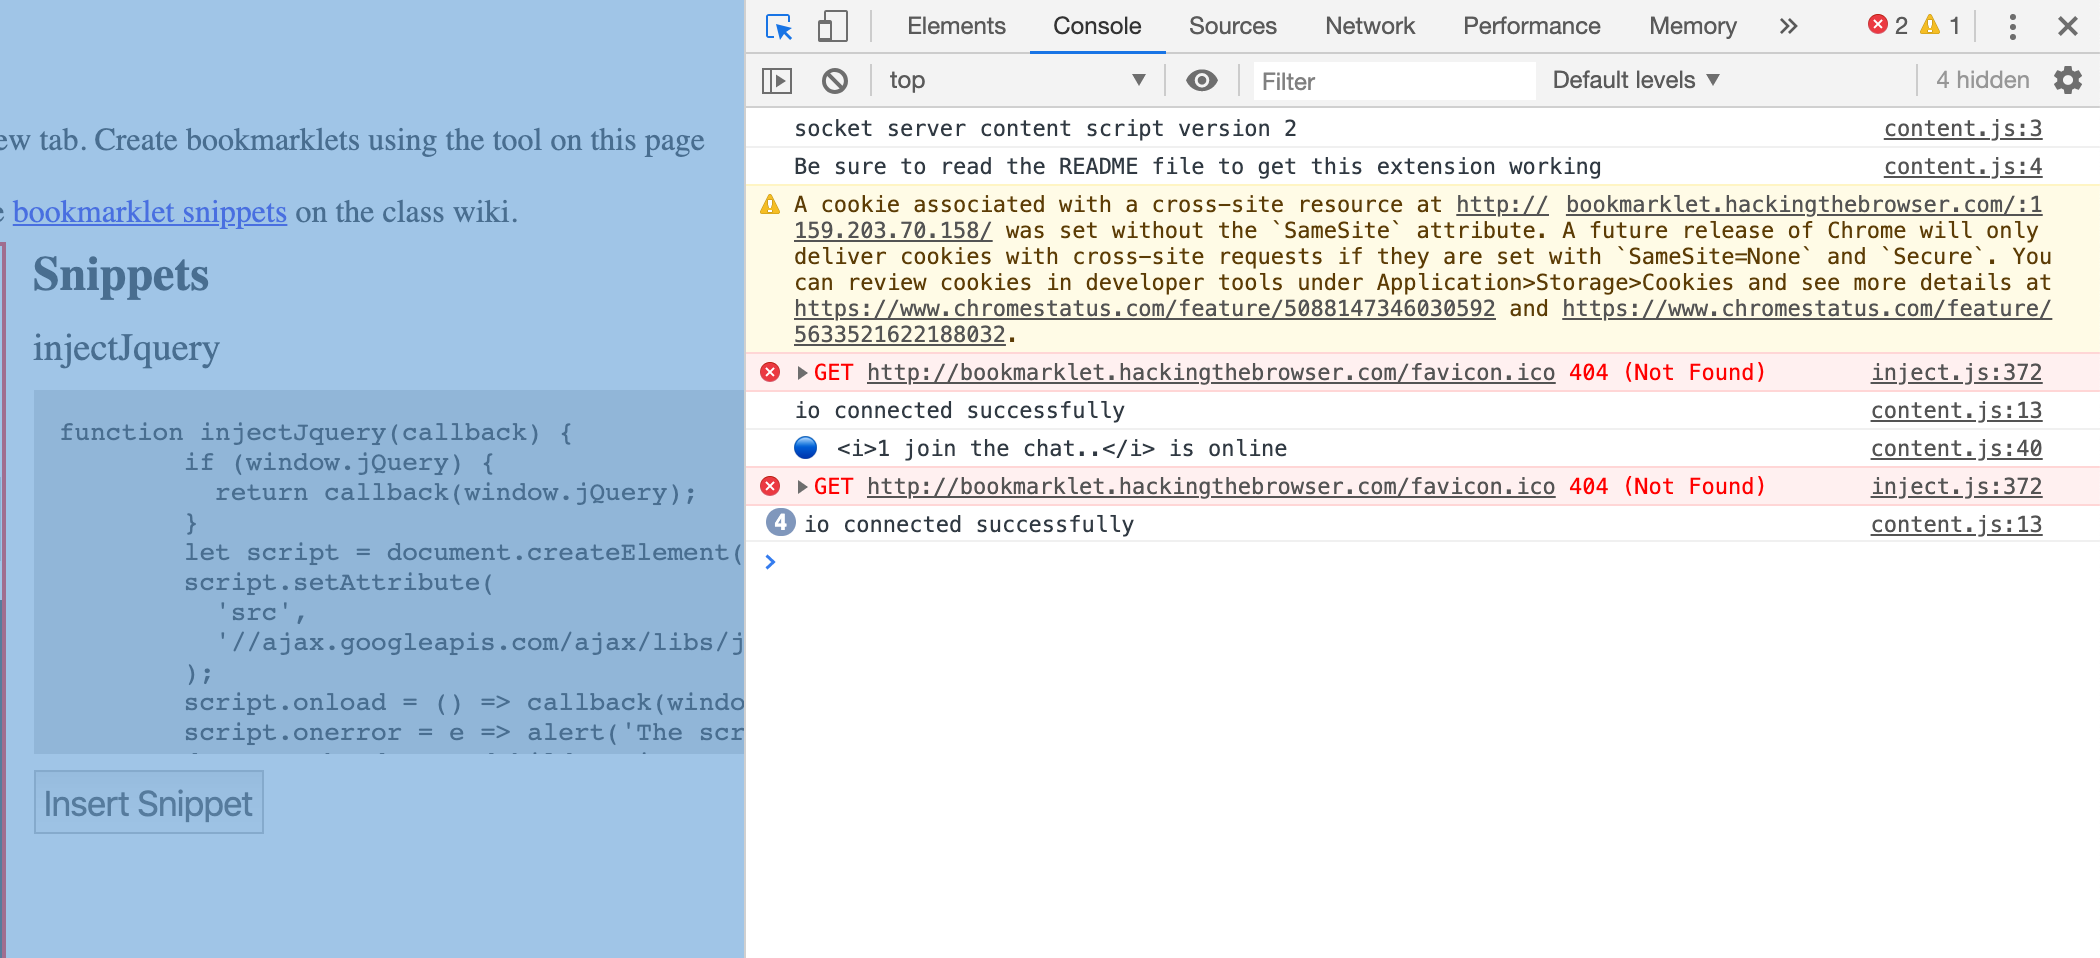 ew tab. Create bookmarklets using the tool on this page
bookmarklet snippets on the class wiki.
Snippets
injectJquery
function injectJquery(callback) {
if (window.jQuery) {
return callback(window.jQuery);
}
let script = document.createElement(
script.setAttribute(
'src',
'//ajax.googleapis.com/ajax/libs/j
);
script.onload = () => callback(windo
script.onerror = e => alert('The scr
Insert Snippet
Elements Console Sources Network Performance Memory » 2 1
top Filter Default levels 4 hidden
socket server content script version 2 content.js:3
Be sure to read the README file to get this extension working content.js:4
A cookie associated with a cross-site resource at http:// bookmarklet.hackingthebrowser.com/:1
159.203.70.158/ was set without the `SameSite` attribute. A future release of Chrome will only
deliver cookies with cross-site requests if they are set with `SameSite=None` and `Secure`. You
can review cookies in developer tools under Application>Storage>Cookies and see more details at
https://www.chromestatus.com/feature/5088147346030592 and https://www.chromestatus.com/feature/
5633521622188032.
GET http://bookmarklet.hackingthebrowser.com/favicon.ico 404 (Not Found) inject.js:372
io connected successfully content.js:13
<i>1 join the chat..</i> is online content.js:40
GET http://bookmarklet.hackingthebrowser.com/favicon.ico 404 (Not Found) inject.js:372
4 io connected successfully content.js:13